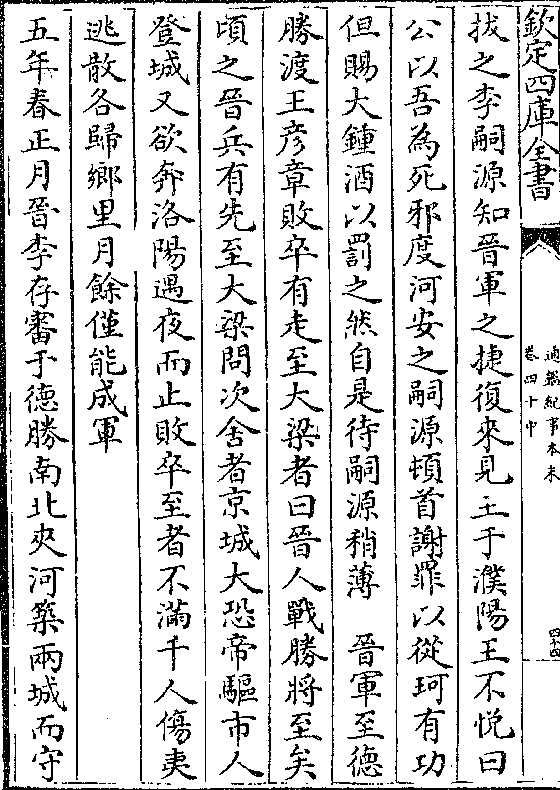 欽定四庫全書
通鑑紀事本末
卷四十中
四十四
拔之李嗣源知晉軍之捷復來見王于濮陽王不悦曰
公以吾為死邪度河安之嗣源頓首謝罪以從珂有功
但賜大鍾酒以罰之然自是待嗣源稍薄　晉軍至德
勝渡王彦章敗卒有走至大梁者曰晉人戰勝將至矣
頃之晉兵有先至大梁問次舍者京城大恐帝驅市人
登城又欲奔洛陽遇夜而止敗卒至者不滿千人傷夷
逃散各歸鄉里月餘僅能成軍
五年春正月晉李存審于德勝南北夾河築兩城而守